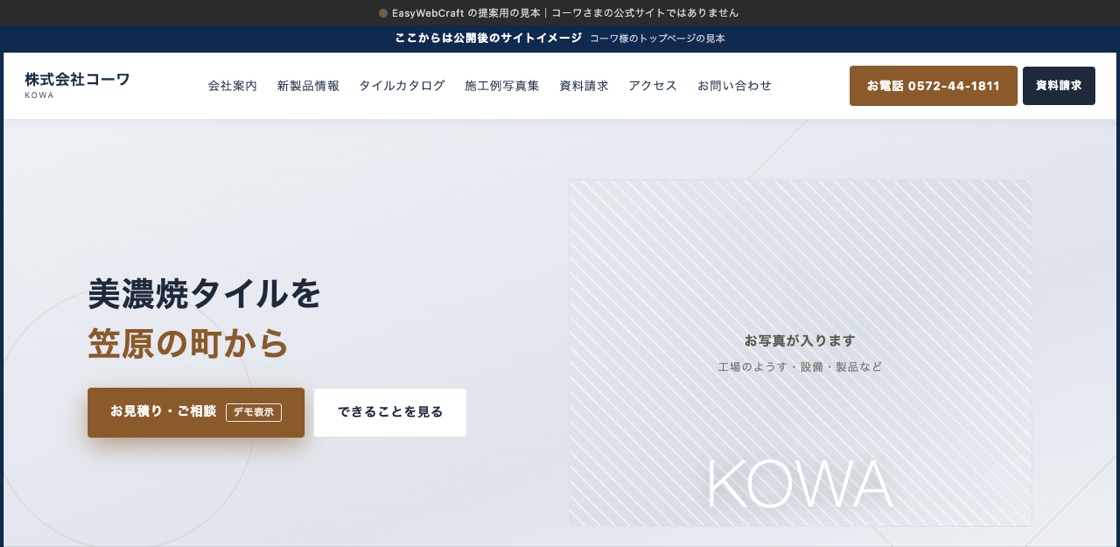 EasyWebCraft の提案用の見本｜コーワさまの公式サイトではありません
ここからは公開後のサイトイメージ コーワ様のトップページの見本
株式会社コーワ
KOWA
会社案内 新製品情報 タイルカタログ 施工例写真集 資料請求 アクセス お問い合わせ
お電話 0572-44-1811
資料請求
美濃焼タイルを
笠原の町から
お見積り・ご相談 デモ表示
できることを見る
お写真が入ります
工場のようす・設備・製品など
KOWA